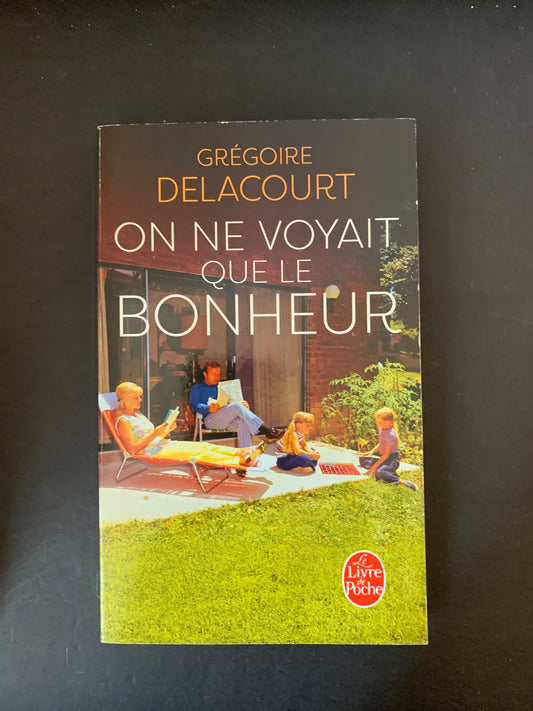 GRÉGOIRE
DELACOURT
ON NE VOYAIT
QUE LE
BONHEUR
Le
Livre
de
Poche